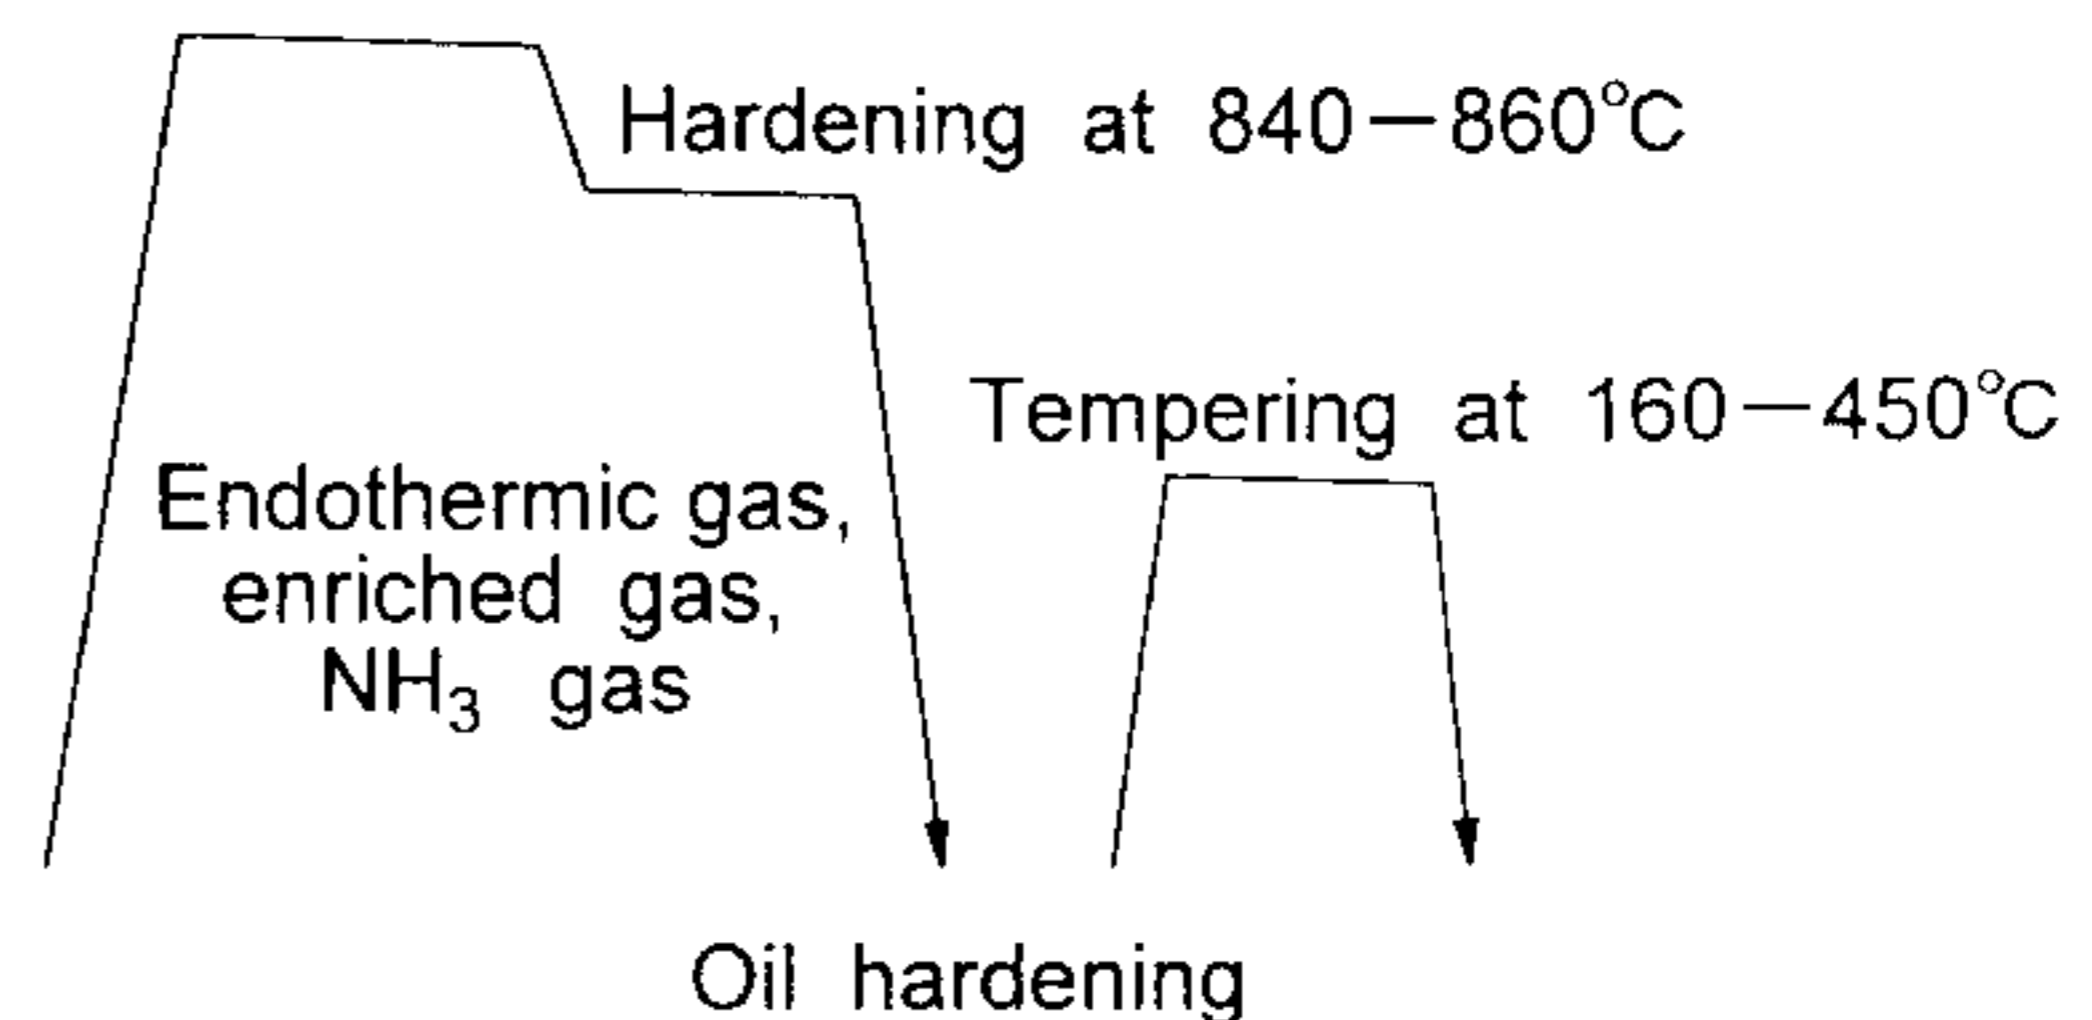 Hardening at 840-860°C
Tempering at 160-450°C
Endothermic gas,
enriched gas,
NH₃ gas
Oil hardening